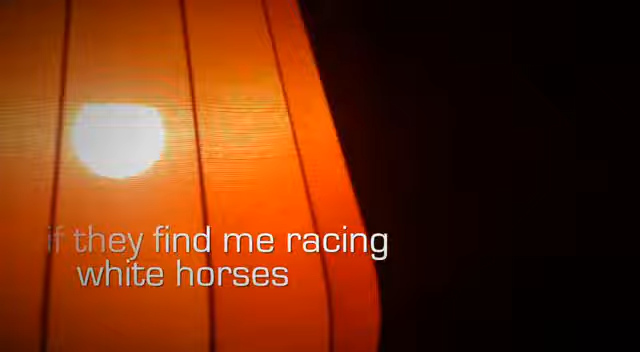 if they find me racing
white horses